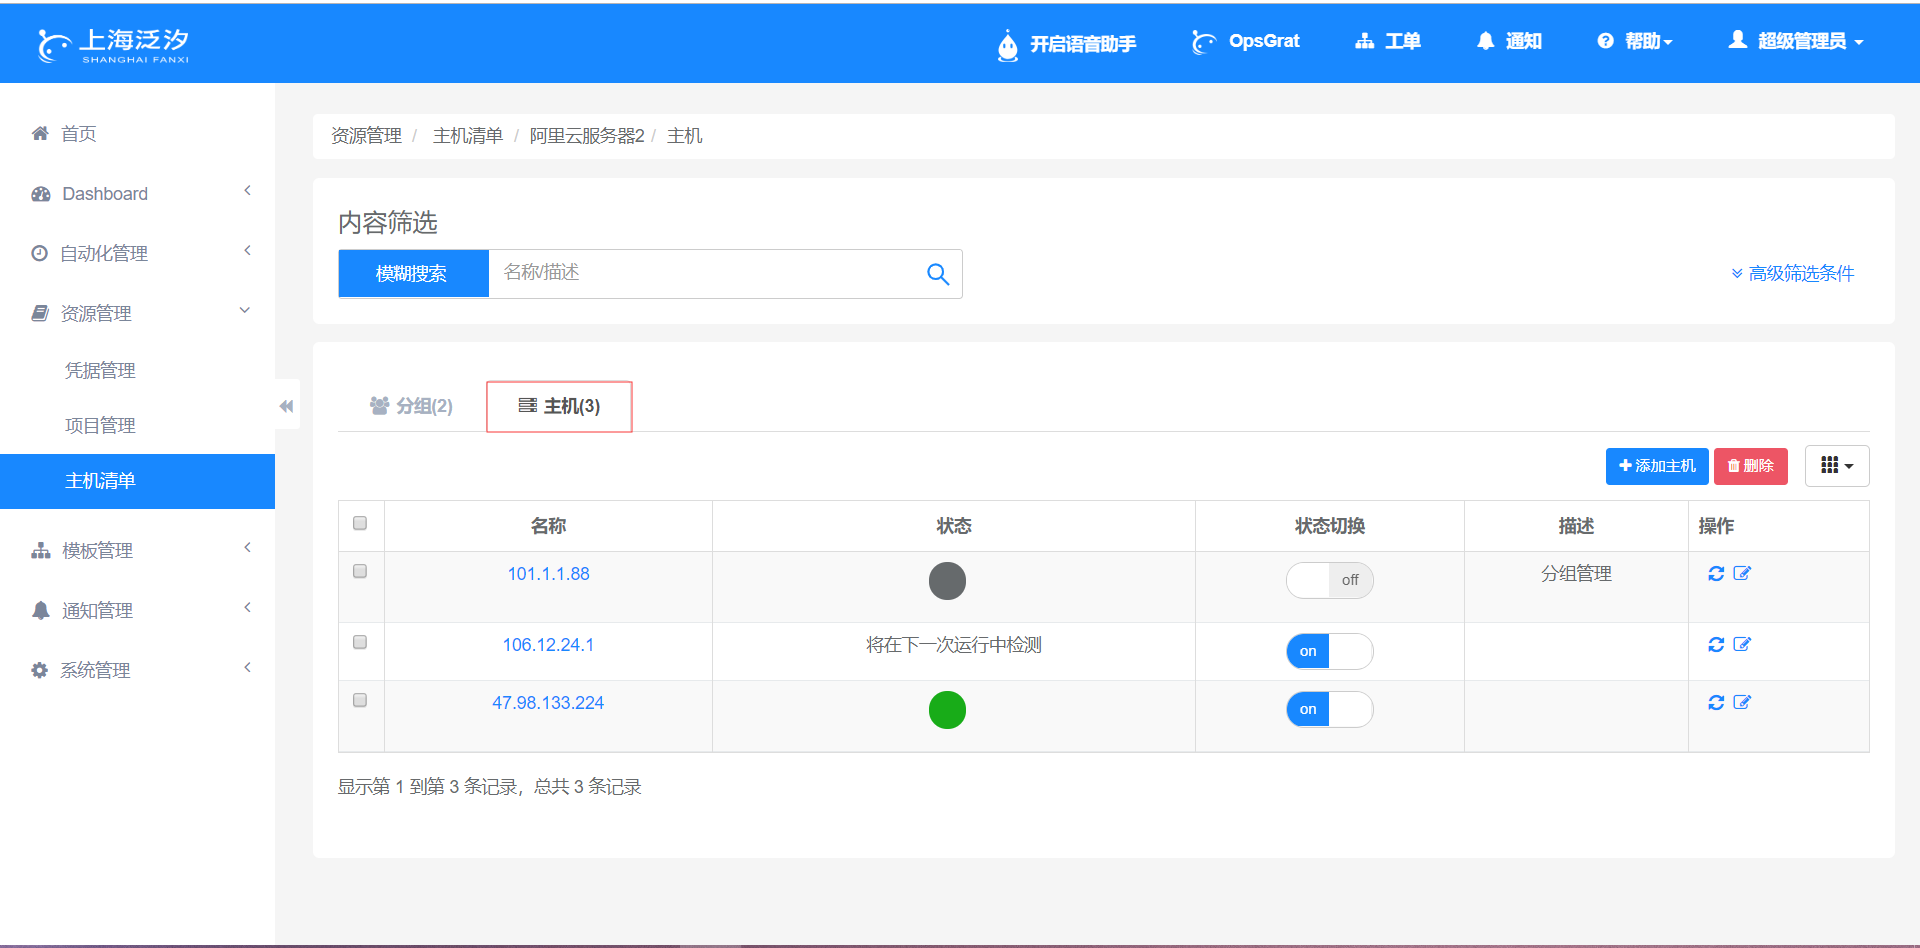 上海泛汐
SHANGHAI FANXI
开启语音助手
OpsGrat
工单
通知
帮助
超级管理员
首页
Dashboard
自动化管理
资源管理
凭据管理
项目管理
主机清单
模板管理
通知管理
系统管理
资源管理 / 主机清单 / 阿里云服务器2 / 主机
内容筛选
模糊搜索 名称/描述
高级筛选条件
分组(2) 主机(3)
添加主机 删除
名称 状态 状态切换 描述 操作
101.1.1.88 off 分组管理
106.12.24.1 将在下一次运行中检测 on
47.98.133.224 on
显示第 1 到第 3 条记录，总共 3 条记录